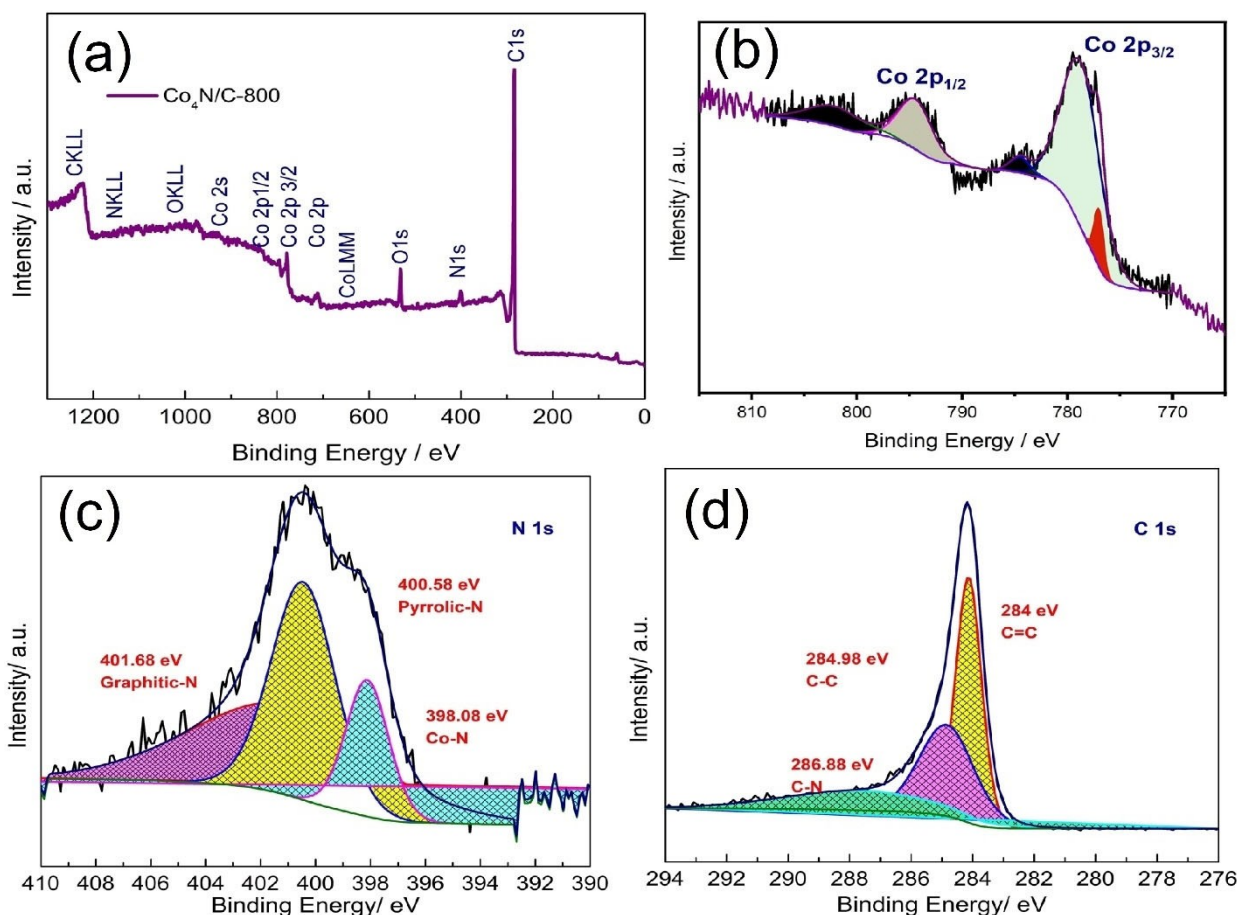 (a)
Co₄N/C-800
CKLL
NKLL
OKLL
Co 2s
Co 2p1/2
Co 2p 3/2
Co 2p
CoLMM
O1s
N1s
C1s
Intensity / a.u.
1200 1000 800 600 400 200 0
Binding Energy / eV
(b)
Co 2p₁/₂
Co 2p₃/₂
Intensity / a.u.
810 800 790 780 770
Binding Energy / eV
(c)
N 1s
400.58 eV
Pyrrolic-N
401.68 eV
Graphitic-N
398.08 eV
Co-N
Intensity/ a.u.
410 408 406 404 402 400 398 396 394 392 390
Binding Energy/ eV
(d)
C 1s
284 eV
C=C
284.98 eV
C-C
286.88 eV
C-N
Intensity/ a.u.
294 292 290 288 286 284 282 280 278 276
Binding Energy/ eV